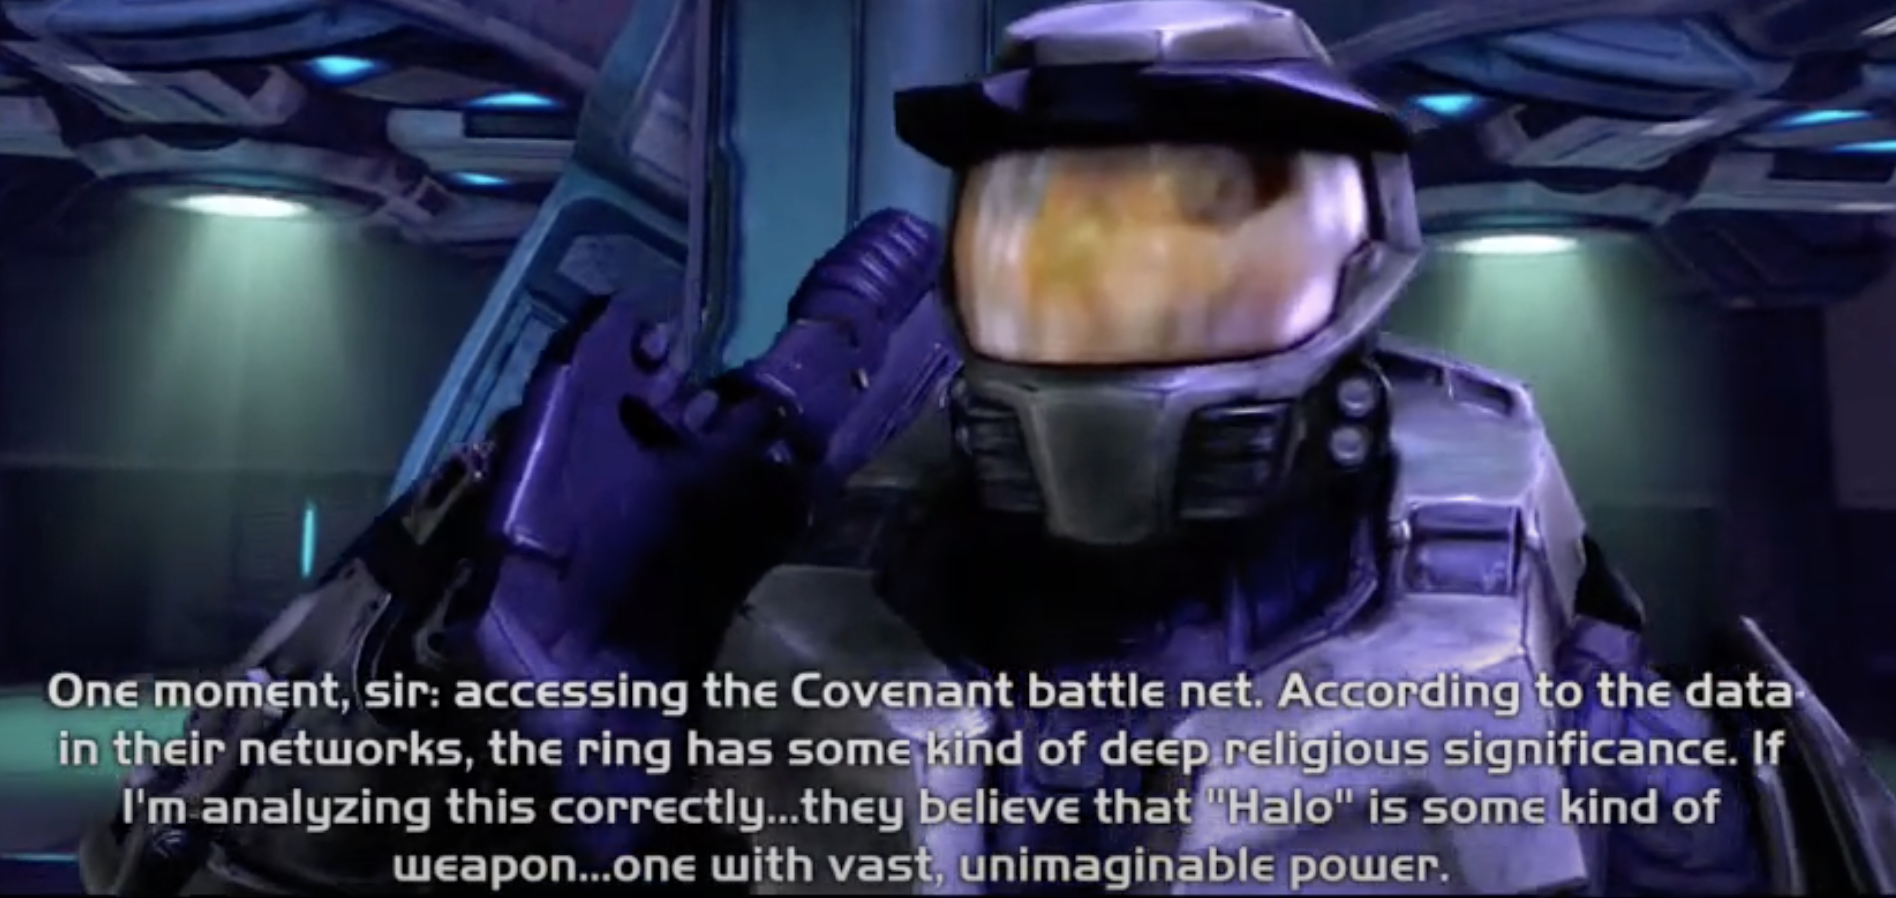 One moment, sir: accessing the Covenant battle net. According to the data
in their networks, the ring has some kind of deep religious significance. If
I'm analyzing this correctly...they believe that "Halo" is some kind of
weapon...one with vast, unimaginable power.